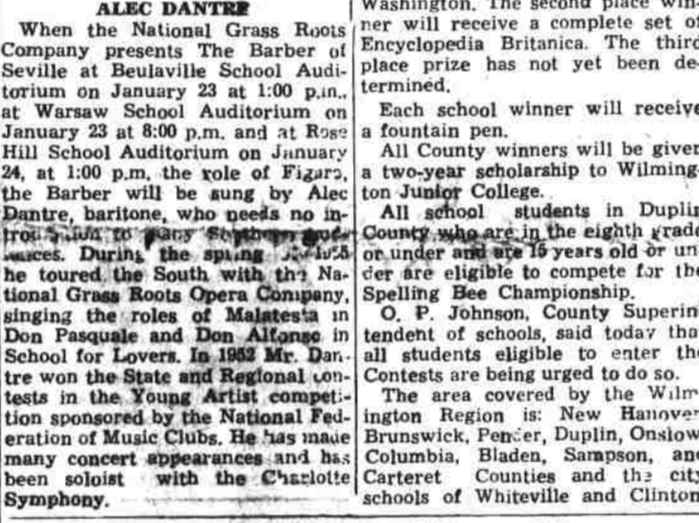 ALEC DANTRE
When the National Grass Roots
Company presents The Barber of
Seville at Beulaville School Audi-
torium on January 23 at 1:00 p.m.,
at Warsaw School Auditorium on
January 23 at 8:00 p.m. and at Rose
Hill School Auditorium on January
24, at 1:00 p.m. the role of Figaro,
the Barber will be sung by Alec
Dantre, baritone, who needs no in-
to many Southern
During the spring
he toured the South with the Na-
tional Grass Roots Opera Company,
singing the roles of Malatesta in
Don Pasquale and Don Alfonso in
School for Lovers. In 1952 Mr. Dan-
tre won the State and Regional con-
tests in the Young Artist competi-
tion sponsored by the National Fed-
eration of Music Clubs. He has made
many concert appearances and has
been soloist with the Charlotte
Symphony.
Washington. The second place win-
ner will receive a complete set of
Encyclopedia Britanica. The third
place prize has not yet been de-
termined.
Each school winner will receive
a fountain pen.
All County winners will be given
a two-year scholarship to Wilming-
ton Junior College.
All school students in Duplin
County who are in the eighth grade
or under and are 15 years old or un-
der are eligible to compete for the
Spelling Bee Championship.
O. P. Johnson, County Superin
tendent of schools, said today tha
all students eligible to enter the
Contests are being urged to do so.
The area covered by the Wilm
ington Region is: New Hanover
Brunswick, Pender, Duplin, Onslow
Columbia, Bladen, Sampson, and
Carteret Counties and the city
schools of Whiteville and Clinton